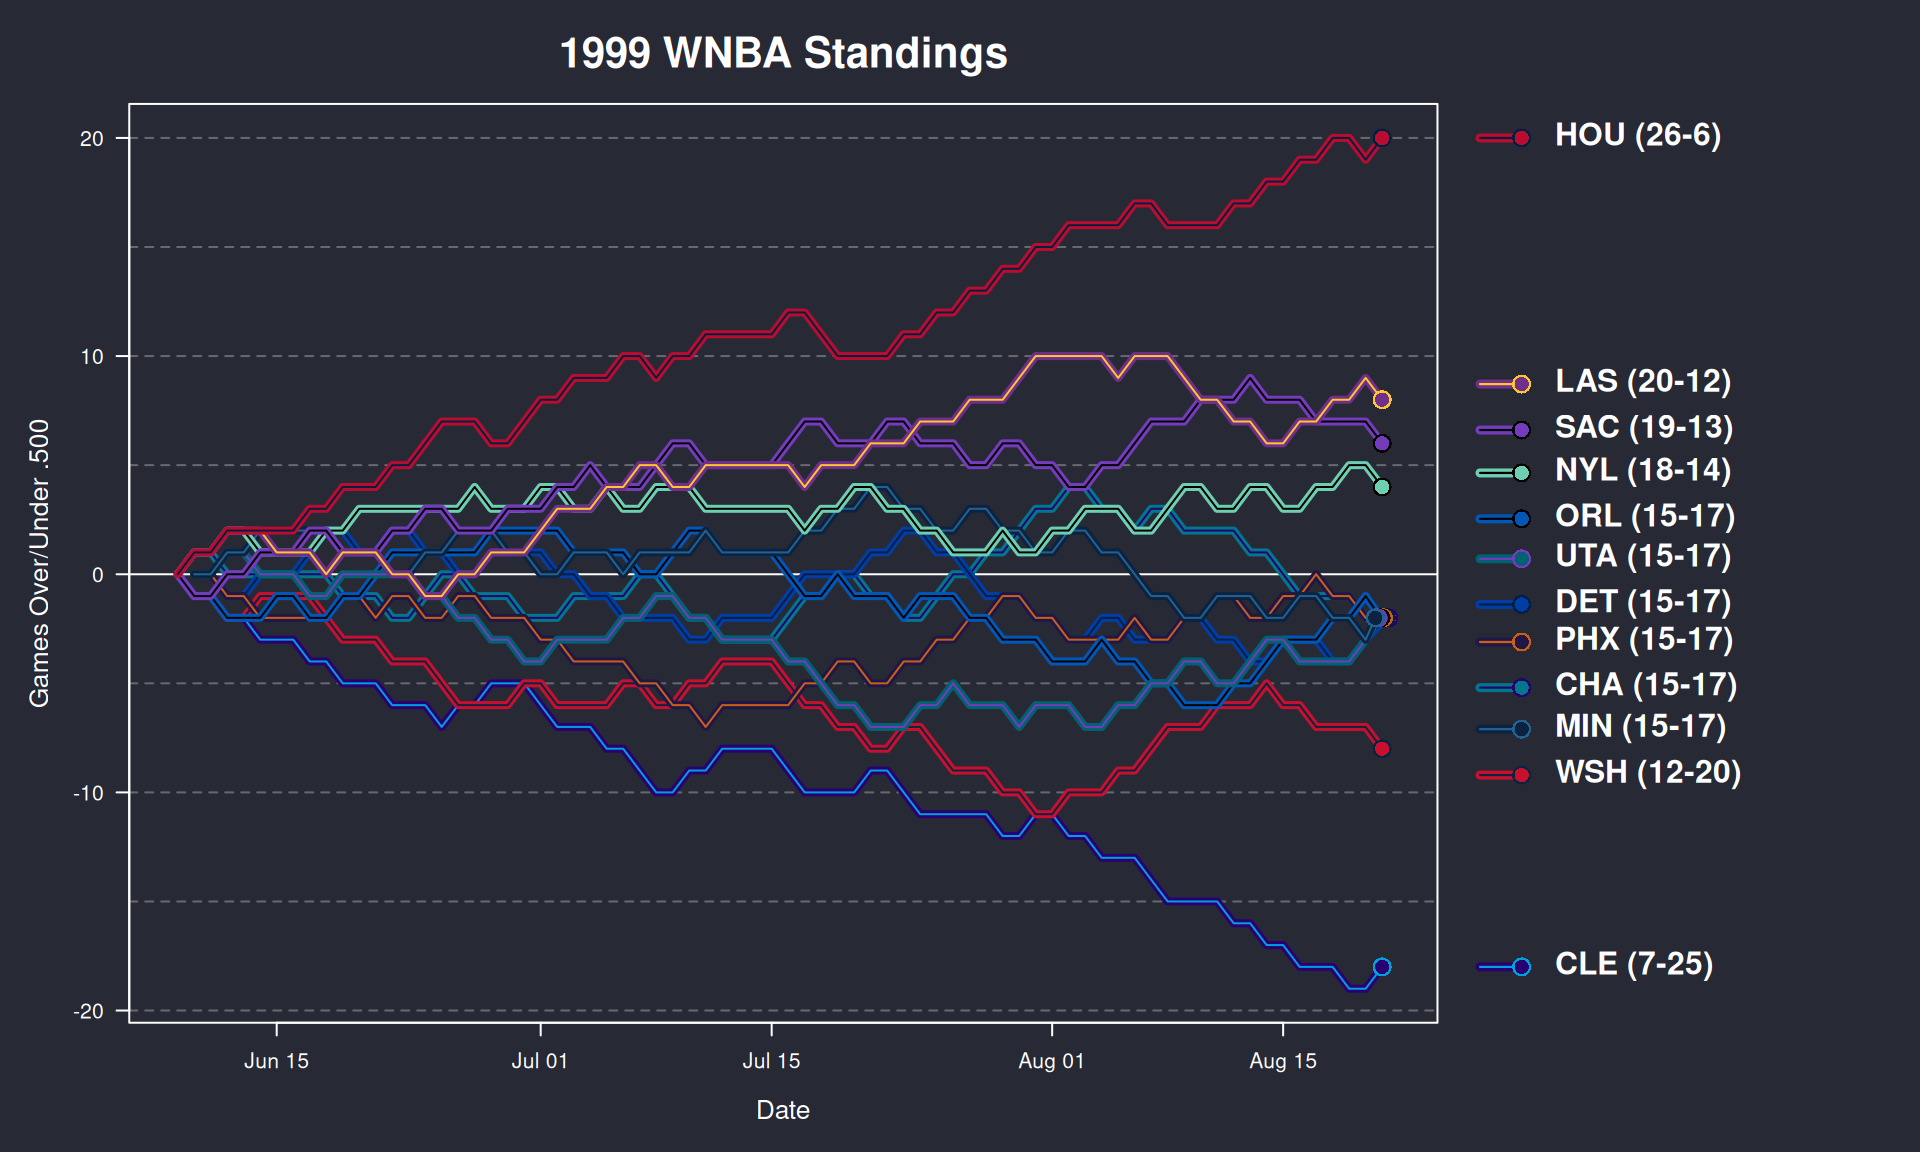 1999 WNBA Standings
Games Over/Under .500
20
10
0
-10
-20
Jun 15
Jul 01
Jul 15
Aug 01
Aug 15
Date
HOU (26-6)
LAS (20-12)
SAC (19-13)
NYL (18-14)
ORL (15-17)
UTA (15-17)
DET (15-17)
PHX (15-17)
CHA (15-17)
MIN (15-17)
WSH (12-20)
CLE (7-25)